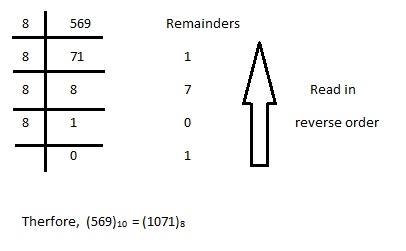 8 569 Remainders
8 71 1
8 8 7 Read in
8 1 0 reverse order
0 1
Therfore, (569)₁₀ = (1071)₈